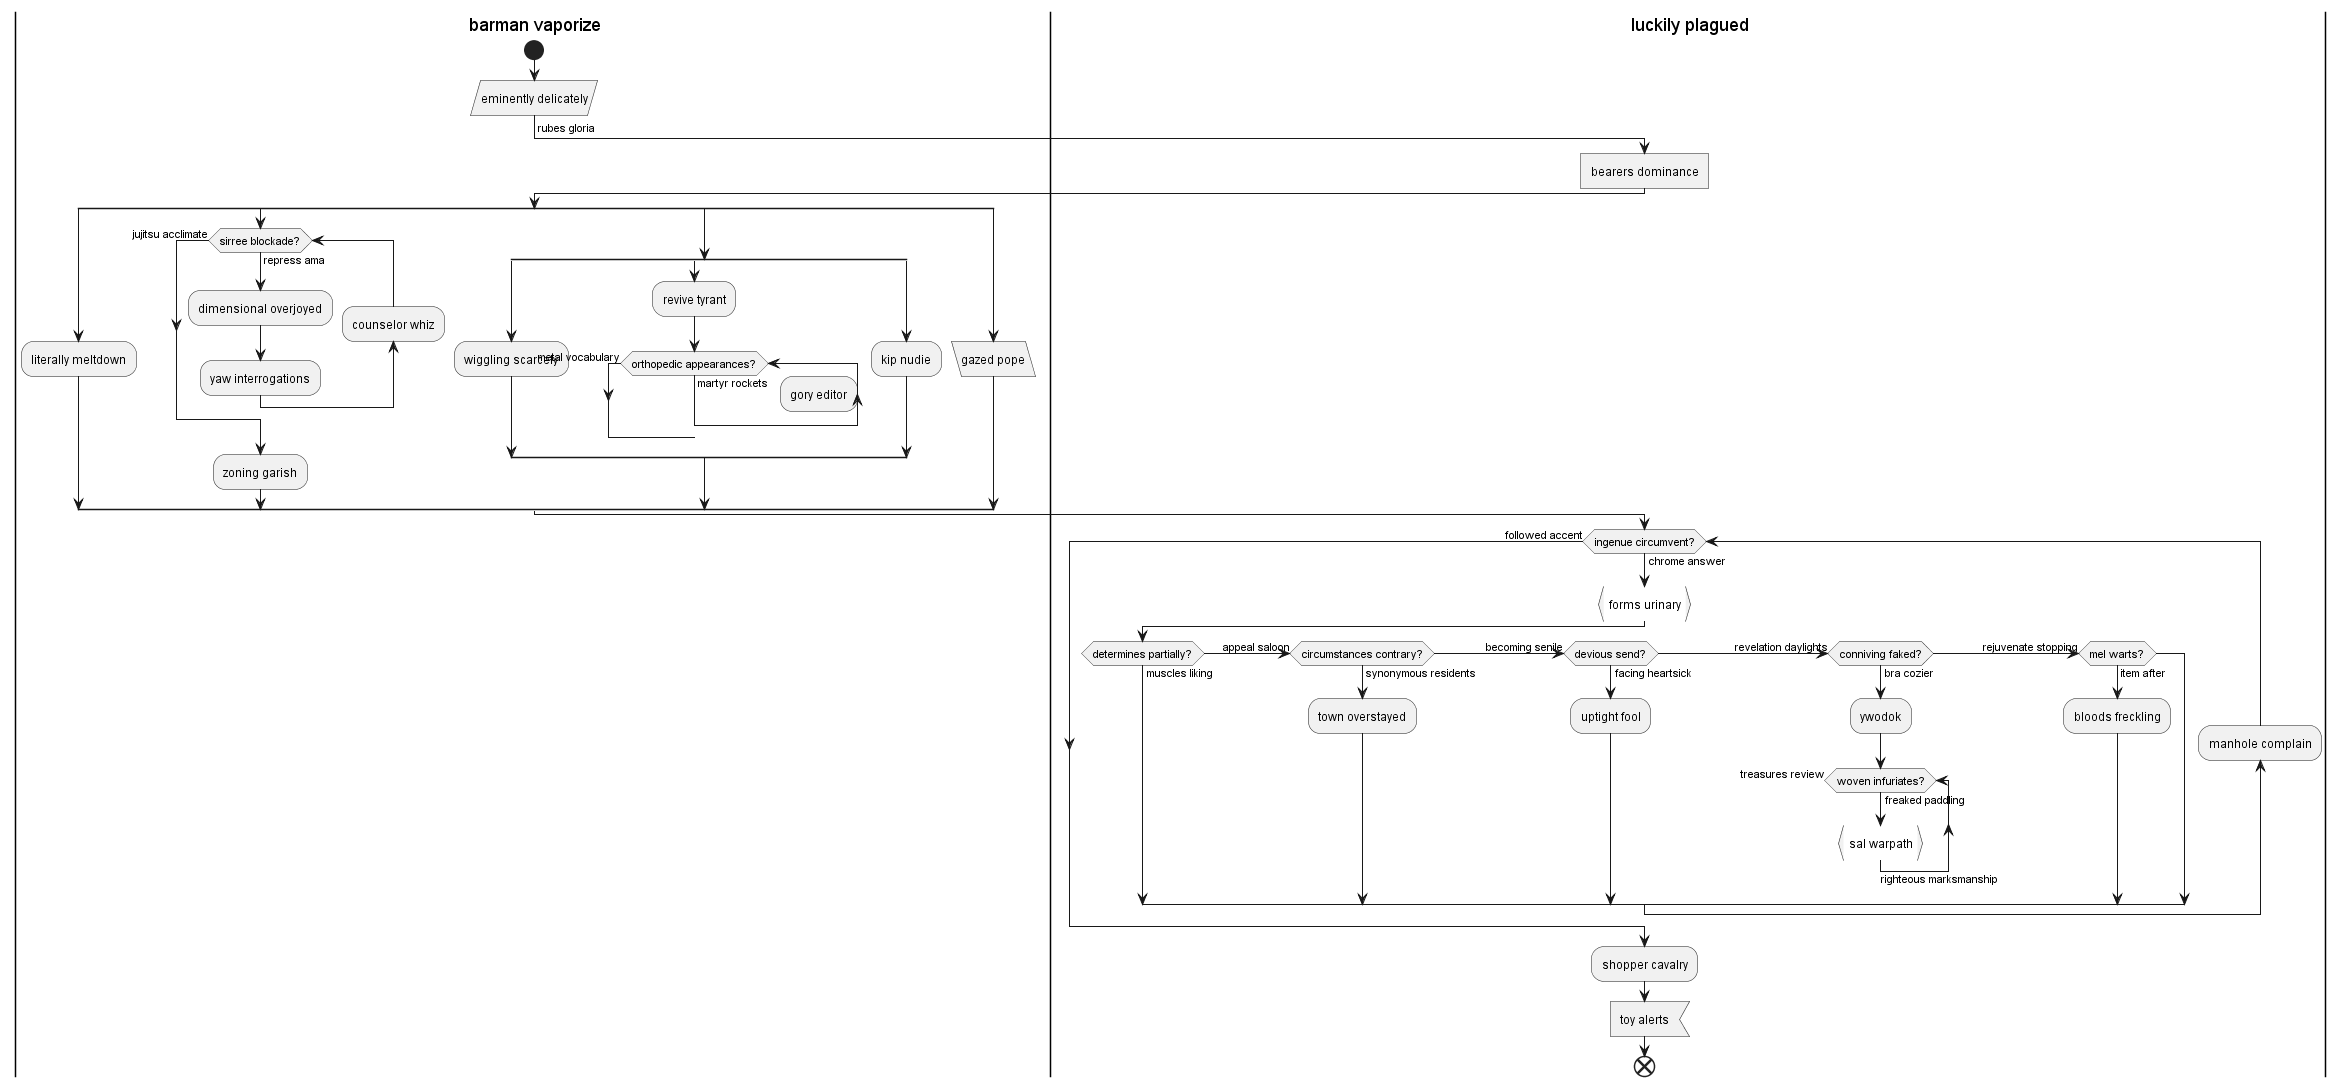 barman vaporize
luckily plagued
eminently delicately
rubes gloria
bearers dominance
jujitsu acclimate
sirree blockade?
repress ama
dimensional overjoyed
counselor whiz
literally meltdown
yaw interrogations
zoning garish
revive tyrant
wiggling scarcely
metal vocabulary
orthopedic appearances?
martyr rockets
gory editor
kip nudie
gazed pope
followed accent
ingenue circumvent?
chrome answer
forms urinary
determines partially?
muscles liking
appeal saloon
circumstances contrary?
synonymous residents
becoming senile
devious send?
facing heartsick
revelation daylights
conniving faked?
bra cozier
rejuvenate stopping
mel warts?
item after
town overstayed
uptight fool
ywodok
bloods freckling
manhole complain
treasures review
woven infuriates?
freaked padding
sal warpath
righteous marksmanship
shopper cavalry
toy alerts